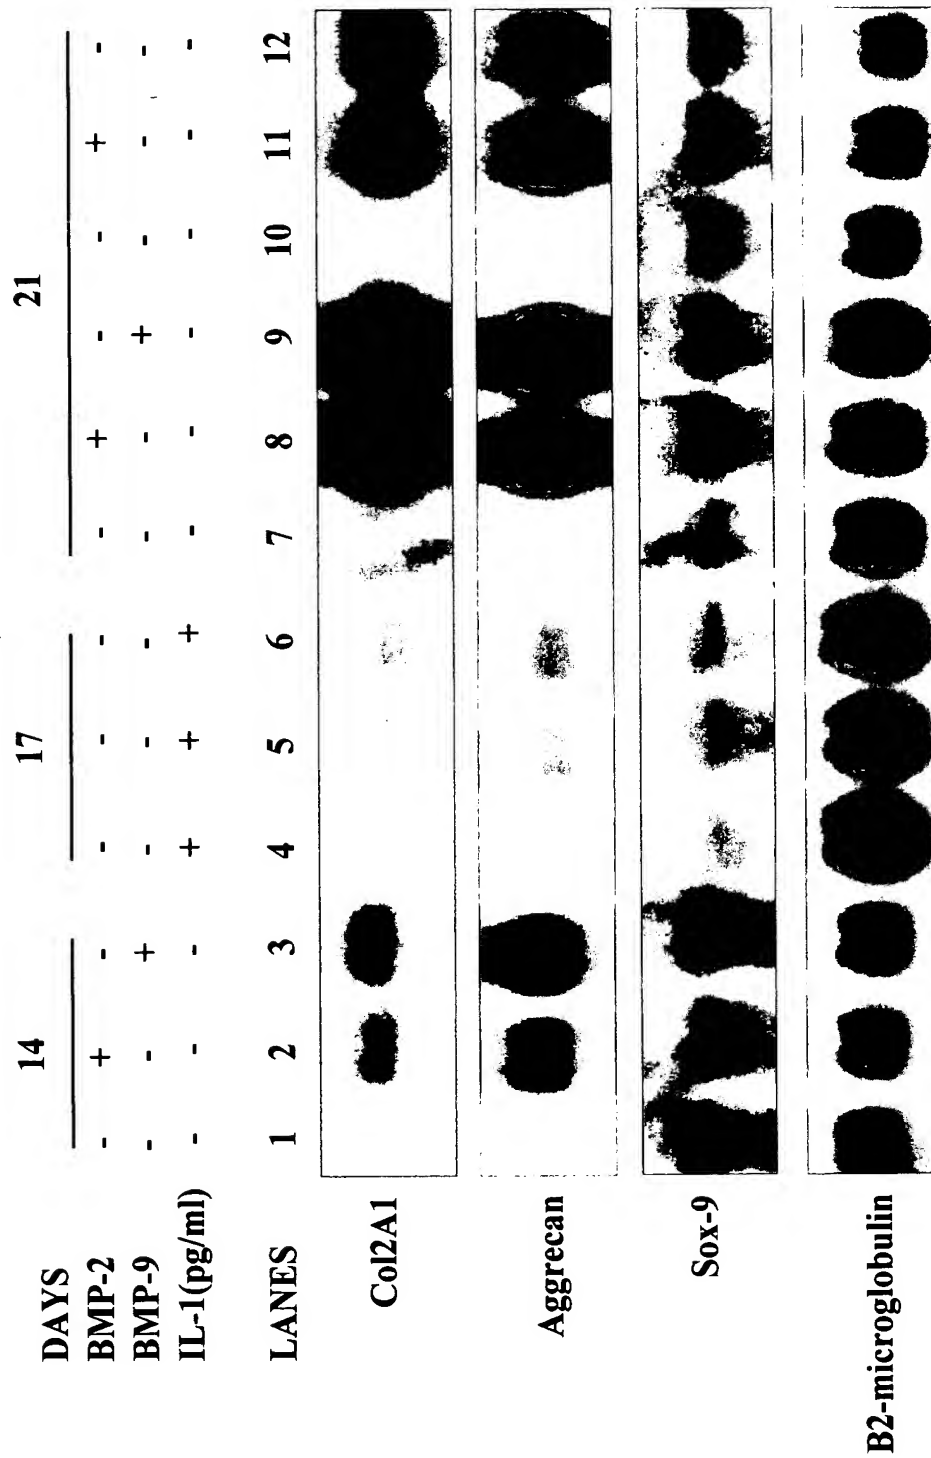 DAYS 14 17 21
BMP-2 - + - - - - - + - - + -
BMP-9 - - + - - - - - + - - -
IL-1(pg/ml) - - - + + + - - - - - -
LANES 1 2 3 4 5 6 7 8 9 10 11 12
Col2A1
Aggrecan
Sox-9
B2-microglobulin